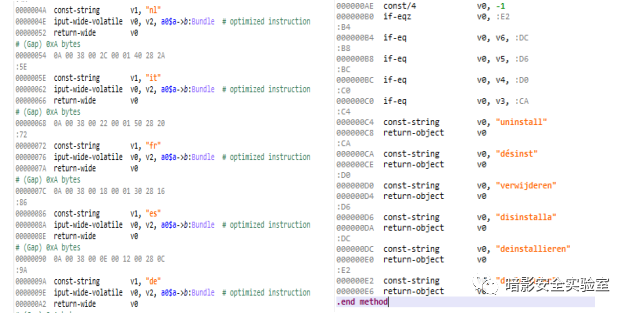 0000004A const-string v1, "nl"
0000004E iput-wide-volatile v0, v2, a0$a->b:Bundle # optimized instruction
00000052 return-wide v0
# (Gap) 0xA bytes
00000054 0A 00 38 00 2C 00 01 40 28 2A
:5E
0000005E const-string v1, "it"
00000062 iput-wide-volatile v0, v2, a0$a->b:Bundle # optimized instruction
00000066 return-wide v0
# (Gap) 0xA bytes
00000068 0A 00 38 00 22 00 01 50 28 20
:72
00000072 const-string v1, "fr"
00000076 iput-wide-volatile v0, v2, a0$a->b:Bundle # optimized instruction
0000007A return-wide v0
# (Gap) 0xA bytes
0000007C 0A 00 38 00 18 00 01 30 28 16
:86
00000086 const-string v1, "es"
0000008A iput-wide-volatile v0, v2, a0$a->b:Bundle # optimized instruction
0000008E return-wide v0
# (Gap) 0xA bytes
00000090 0A 00 38 00 0E 00 12 00 28 0C
:9A
0000009A const-string v1, "de"
0000009E iput-wide-volatile v0, v2, a0$a->b:Bundle # optimized instruction
000000A2 return-wide v0
000000AE const/4 v0, -1
000000B0 if-eqz v0, :E2
:B4
000000B4 if-eq v0, v6, :DC
:B8
000000B8 if-eq v0, v5, :D6
:BC
000000BC if-eq v0, v4, :D0
:C0
000000C0 if-eq v0, v3, :CA
:C4
000000C4 const-string v0, "uninstall"
000000C8 return-object v0
:CA
000000CA const-string v0, "désinst"
000000CE return-object v0
:D0
000000D0 const-string v0, "verwijderen"
000000D4 return-object v0
:D6
000000D6 const-string v0, "disinstalla"
000000DA return-object v0
:DC
000000DC const-string v0, "deinstallieren"
000000E0 return-object v0
:E2
000000E2 const-string v0,
000000E6 return-object v0
.end method
暗影安全实验室